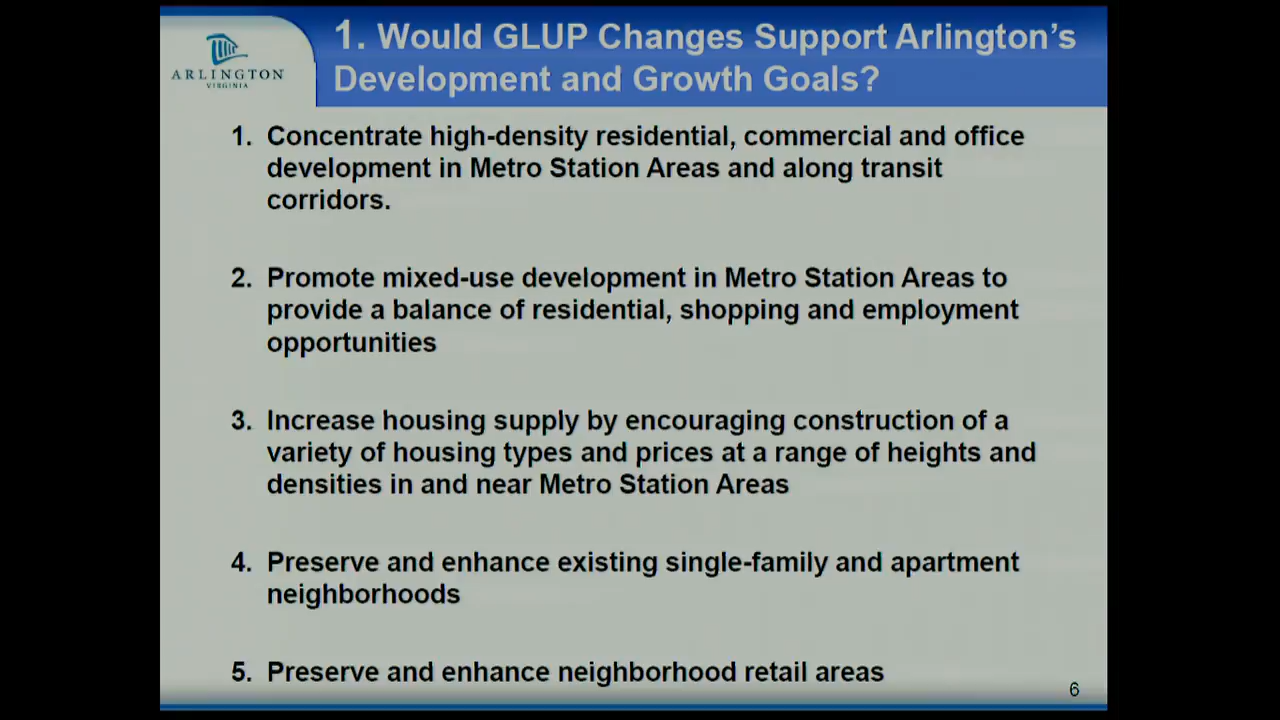 ARLINGTON
VIRGINIA
1. Would GLUP Changes Support Arlington's
Development and Growth Goals?
1. Concentrate high-density residential, commercial and office
development in Metro Station Areas and along transit
corridors.
2. Promote mixed-use development in Metro Station Areas to
provide a balance of residential, shopping and employment
opportunities
3. Increase housing supply by encouraging construction of a
variety of housing types and prices at a range of heights and
densities in and near Metro Station Areas
4. Preserve and enhance existing single-family and apartment
neighborhoods
5. Preserve and enhance neighborhood retail areas
6